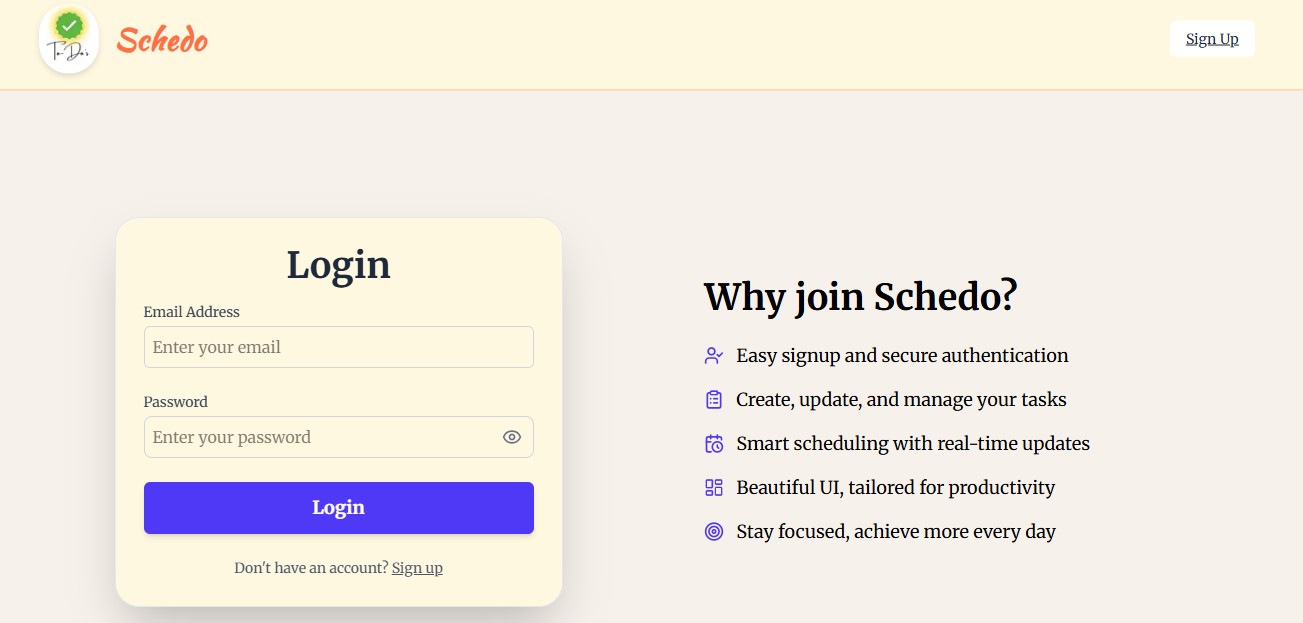 To-Do's
Schedo
Sign Up
Login
Email Address
Enter your email
Password
Enter your password
Login
Don't have an account? Sign up
Why join Schedo?
Easy signup and secure authentication
Create, update, and manage your tasks
Smart scheduling with real-time updates
Beautiful UI, tailored for productivity
Stay focused, achieve more every day